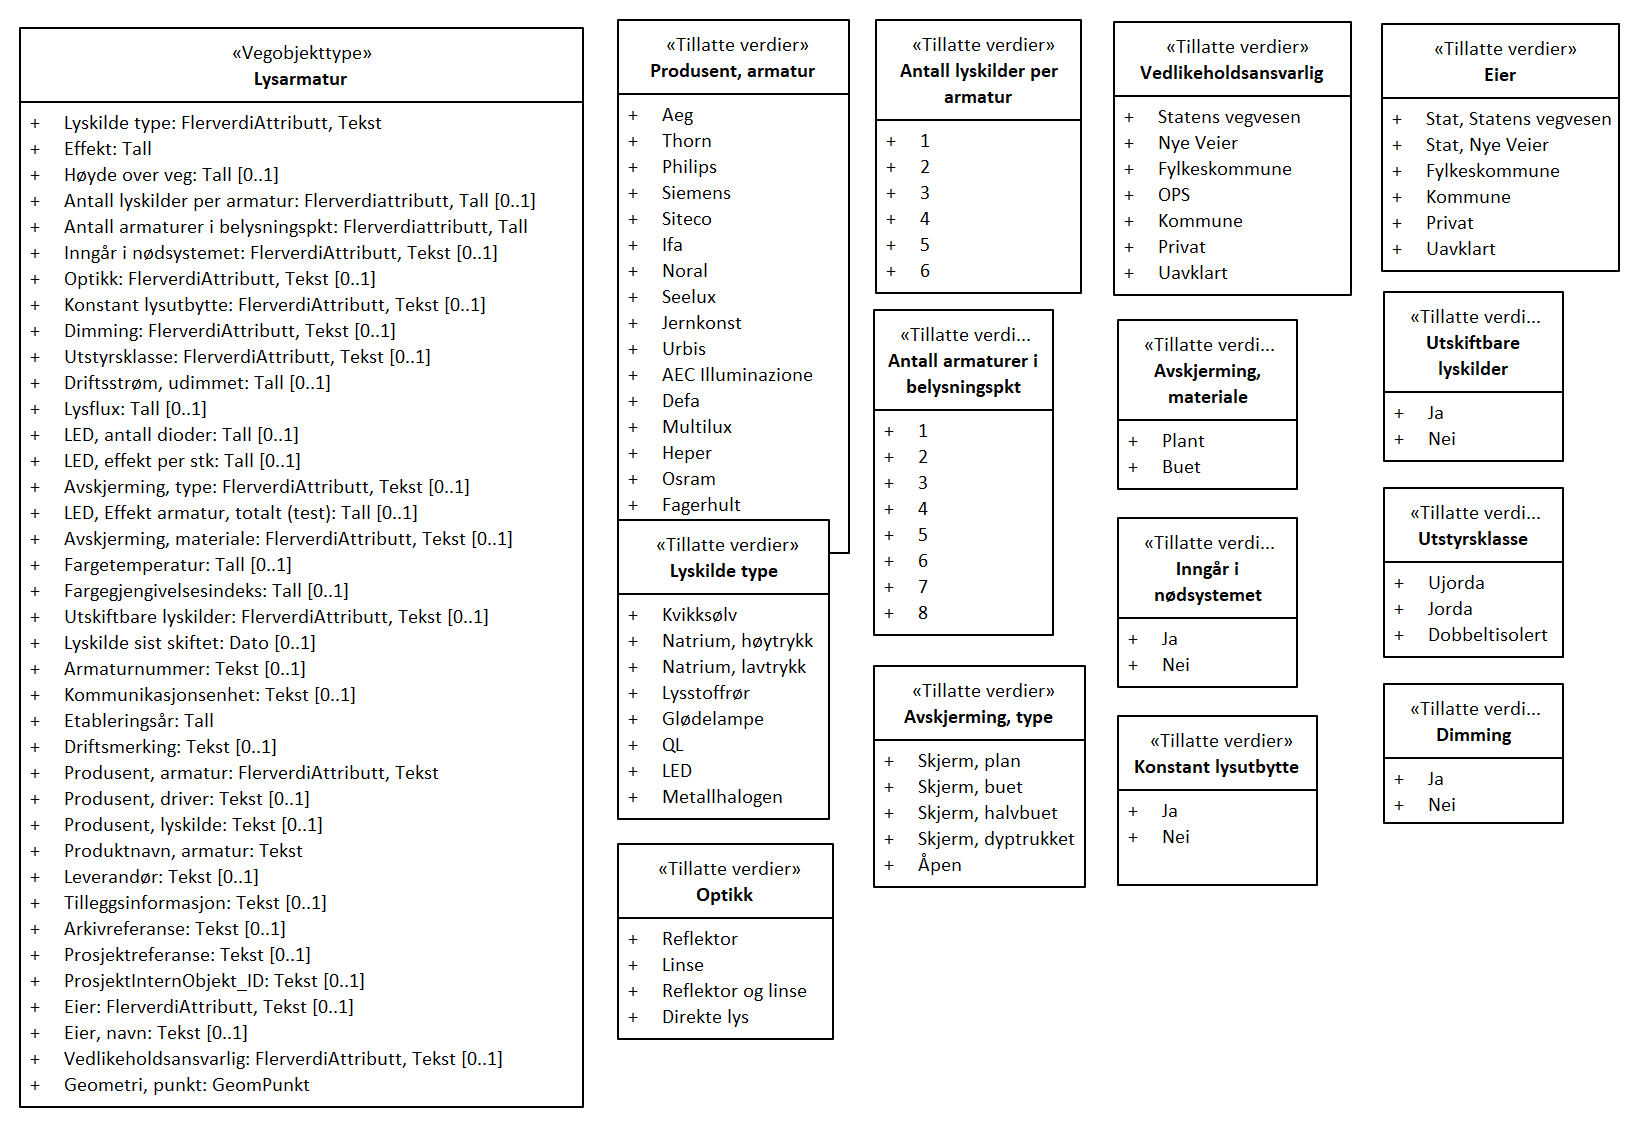 «Vegobjekttype»
Lysarmatur
+ Lyskilde type: FlerverdiAttributt, Tekst
+ Effekt: Tall
+ Høyde over veg: Tall [0..1]
+ Antall lyskilder per armatur: Flerverdiattributt, Tall [0..1]
+ Antall armaturer i belysningspkt: Flerverdiattributt, Tall
+ Inngår i nødsystemet: FlerverdiAttributt, Tekst [0..1]
+ Optikk: FlerverdiAttributt, Tekst [0..1]
+ Konstant lysutbytte: FlerverdiAttributt, Tekst [0..1]
+ Dimming: FlerverdiAttributt, Tekst [0..1]
+ Utstyrsklasse: FlerverdiAttributt, Tekst [0..1]
+ Driftsstrøm, udimmet: Tall [0..1]
+ Lysflux: Tall [0..1]
+ LED, antall dioder: Tall [0..1]
+ LED, effekt per stk: Tall [0..1]
+ Avskjerming, type: FlerverdiAttributt, Tekst [0..1]
+ LED, Effekt armatur, totalt (test): Tall [0..1]
+ Avskjerming, materiale: FlerverdiAttributt, Tekst [0..1]
+ Fargetemperatur: Tall [0..1]
+ Fargegjengivelsesindeks: Tall [0..1]
+ Utskiftbare lyskilder: FlerverdiAttributt, Tekst [0..1]
+ Lyskilde sist skiftet: Dato [0..1]
+ Armaturnummer: Tekst [0..1]
+ Kommunikasjonsenhet: Tekst [0..1]
+ Etableringsår: Tall
+ Driftsmerking: Tekst [0..1]
+ Produsent, armatur: FlerverdiAttributt, Tekst
+ Produsent, driver: Tekst [0..1]
+ Produsent, lyskilde: Tekst [0..1]
+ Produktnavn, armatur: Tekst
+ Leverandør: Tekst [0..1]
+ Tilleggsinformasjon: Tekst [0..1]
+ Arkivreferanse: Tekst [0..1]
+ Prosjektreferanse: Tekst [0..1]
+ ProsjektInternObjekt_ID: Tekst [0..1]
+ Eier: FlerverdiAttributt, Tekst [0..1]
+ Eier, navn: Tekst [0..1]
+ Vedlikeholdsansvarlig: FlerverdiAttributt, Tekst [0..1]
+ Geometri, punkt: GeomPunkt
«Tillatte verdier»
Produsent, armatur
+ Aeg
+ Thorn
+ Philips
+ Siemens
+ Siteco
+ Ifa
+ Noral
+ Seelux
+ Jernkonst
+ Urbis
+ AEC Illuminazione
+ Defa
+ Multilux
+ Heper
+ Osram
+ Fagerhult
«Tillatte verdier»
Lyskilde type
+ Kvikksølv
+ Natrium, høytrykk
+ Natrium, lavtrykk
+ Lysstoffrør
+ Glødelampe
+ QL
+ LED
+ Metallhalogen
«Tillatte verdier»
Optikk
+ Reflektor
+ Linse
+ Reflektor og linse
+ Direkte lys
«Tillatte verdier»
Antall lyskilder per
armatur
+ 1
+ 2
+ 3
+ 4
+ 5
+ 6
«Tillatte verdi...
Antall armaturer i
belysningspkt
+ 1
+ 2
+ 3
+ 4
+ 5
+ 6
+ 7
+ 8
«Tillatte verdier»
Avskjerming, type
+ Skjerm, plan
+ Skjerm, buet
+ Skjerm, halvbuet
+ Skjerm, dyptrukket
+ Åpen
«Tillatte verdier»
Vedlikeholdsansvarlig
+ Statens vegvesen
+ Nye Veier
+ Fylkeskommune
+ OPS
+ Kommune
+ Privat
+ Uavklart
«Tillatte verdi...
Avskjerming,
materiale
+ Plant
+ Buet
«Tillatte verdi...
Inngår i
nødsystemet
+ Ja
+ Nei
«Tillatte verdier»
Konstant lysutbytte
+ Ja
+ Nei
«Tillatte verdier»
Eier
+ Stat, Statens vegvesen
+ Stat, Nye Veier
+ Fylkeskommune
+ Kommune
+ Privat
+ Uavklart
«Tillatte verdi...
Utskiftbare
lyskilder
+ Ja
+ Nei
«Tillatte verdi...
Utstyrsklasse
+ Ujorda
+ Jorda
+ Dobbeltisolert
«Tillatte verdi...
Dimming
+ Ja
+ Nei